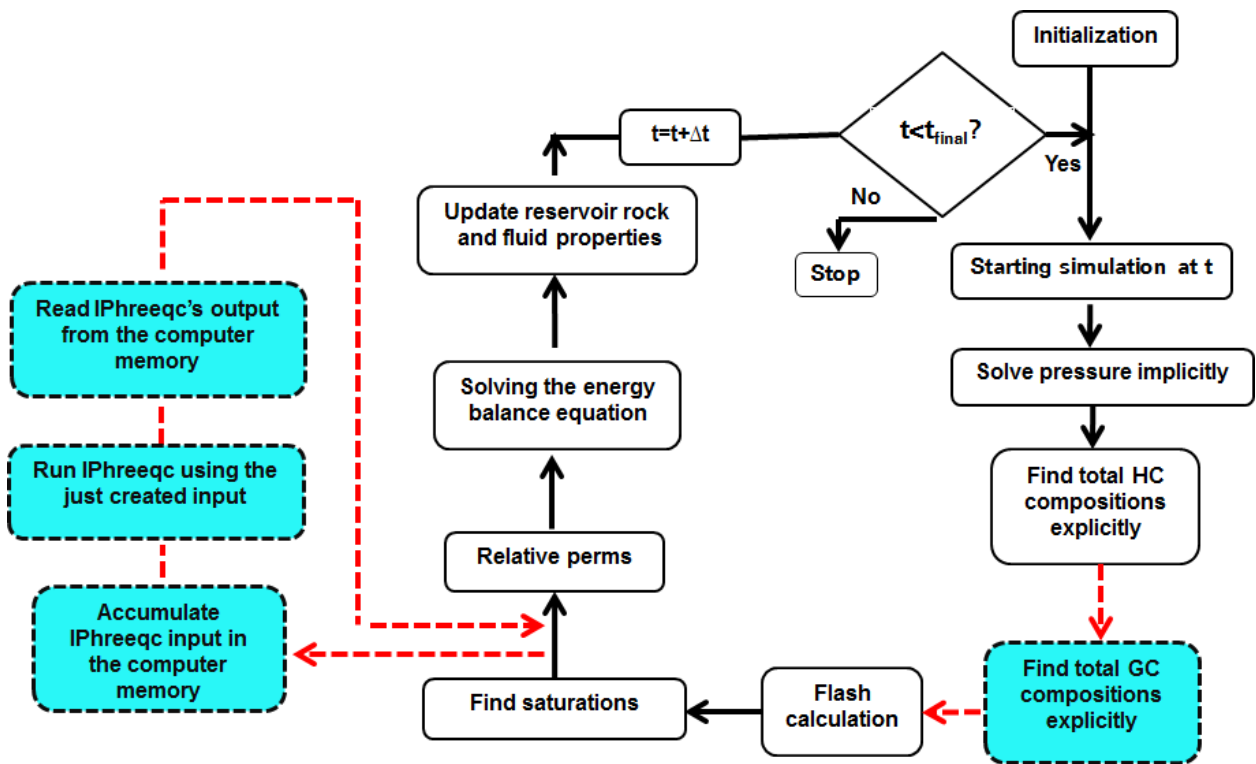 Initialization
t=t+Δt
t<tfinal?
Yes
No
Stop
Update reservoir rock
and fluid properties
Starting simulation at t
Read IPhreeqc's output
from the computer
memory
Solving the energy
balance equation
Solve pressure implicitly
Run IPhreeqc using the
just created input
Find total HC
compositions
explicitly
Relative perms
Accumulate
IPhreeqc input in
the computer
memory
Find saturations
Flash
calculation
Find total GC
compositions
explicitly